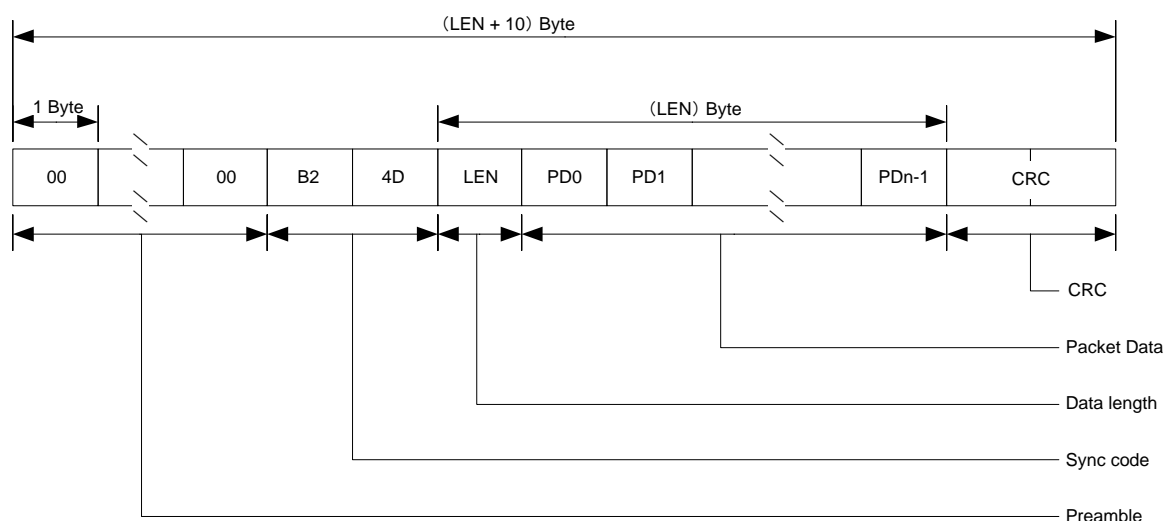 （LEN + 10）Byte
1 Byte
（LEN）Byte
00 00 B2 4D LEN PD0 PD1 PDn-1 CRC
CRC
Packet Data
Data length
Sync code
Preamble